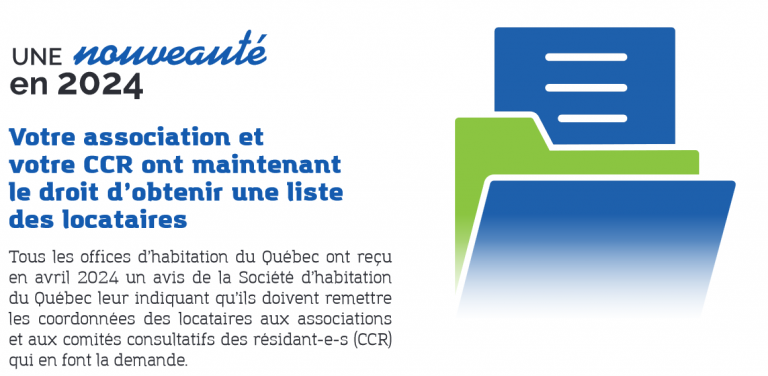 UNE nouveauté
en 2024
Votre association et
votre CCR ont maintenant
le droit d'obtenir une liste
des locataires
Tous les offices d'habitation du Québec ont reçu
en avril 2024 un avis de la Société d'habitation
du Québec leur indiquant qu'ils doivent remettre
les coordonnées des locataires aux associations
et aux comités consultatifs des résidant-e-s (CCR)
qui en font la demande.